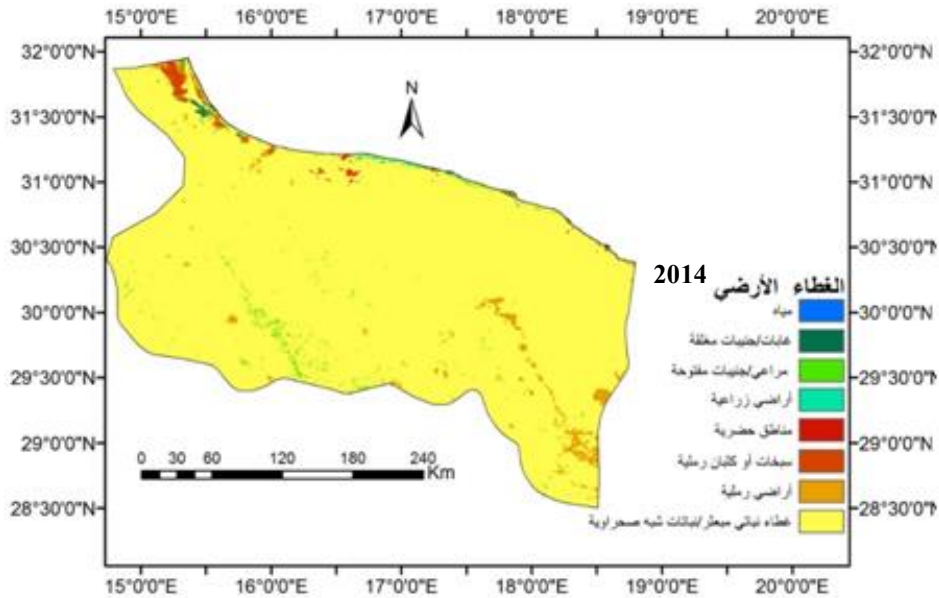 15°0'0"E 16°0'0"E 17°0'0"E 18°0'0"E 19°0'0"E 20°0'0"E
32°0'0"N 32°0'0"N
31°30'0"N 31°30'0"N
31°0'0"N 31°0'0"N
30°30'0"N 30°30'0"N
30°0'0"N 30°0'0"N
29°30'0"N 29°30'0"N
29°0'0"N 29°0'0"N
28°30'0"N 28°30'0"N
N
2014
الغطاء الأرضي
مياه
غابات/جنيبات مغلقة
مراعي/جنيبات مفتوحة
أراضي زراعية
مناطق حضرية
سبخات أو كثبان رملية
أراضي رملية
غطاء نباتي مبعثر/نباتات شبه صحراوية
0 30 60 120 180 240
Km
15°0'0"E 16°0'0"E 17°0'0"E 18°0'0"E 19°0'0"E 20°0'0"E